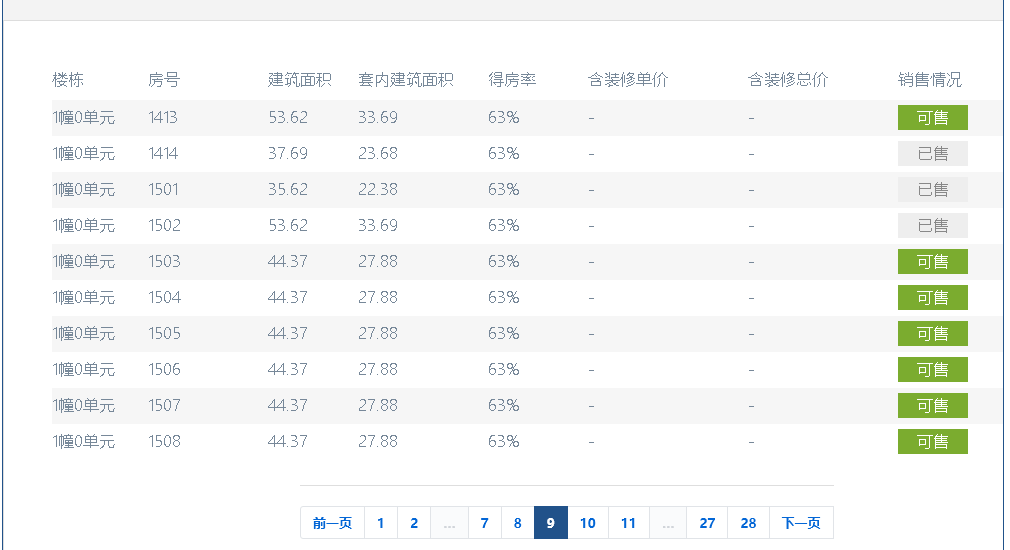 楼栋 房号 建筑面积 套内建筑面积 得房率 含装修单价 含装修总价 销售情况
1幢0单元 1413 53.62 33.69 63% - - 可售
1幢0单元 1414 37.69 23.68 63% - - 已售
1幢0单元 1501 35.62 22.38 63% - - 已售
1幢0单元 1502 53.62 33.69 63% - - 已售
1幢0单元 1503 44.37 27.88 63% - - 可售
1幢0单元 1504 44.37 27.88 63% - - 可售
1幢0单元 1505 44.37 27.88 63% - - 可售
1幢0单元 1506 44.37 27.88 63% - - 可售
1幢0单元 1507 44.37 27.88 63% - - 可售
1幢0单元 1508 44.37 27.88 63% - - 可售
前一页 1 2 ... 7 8 9 10 11 ... 27 28 下一页